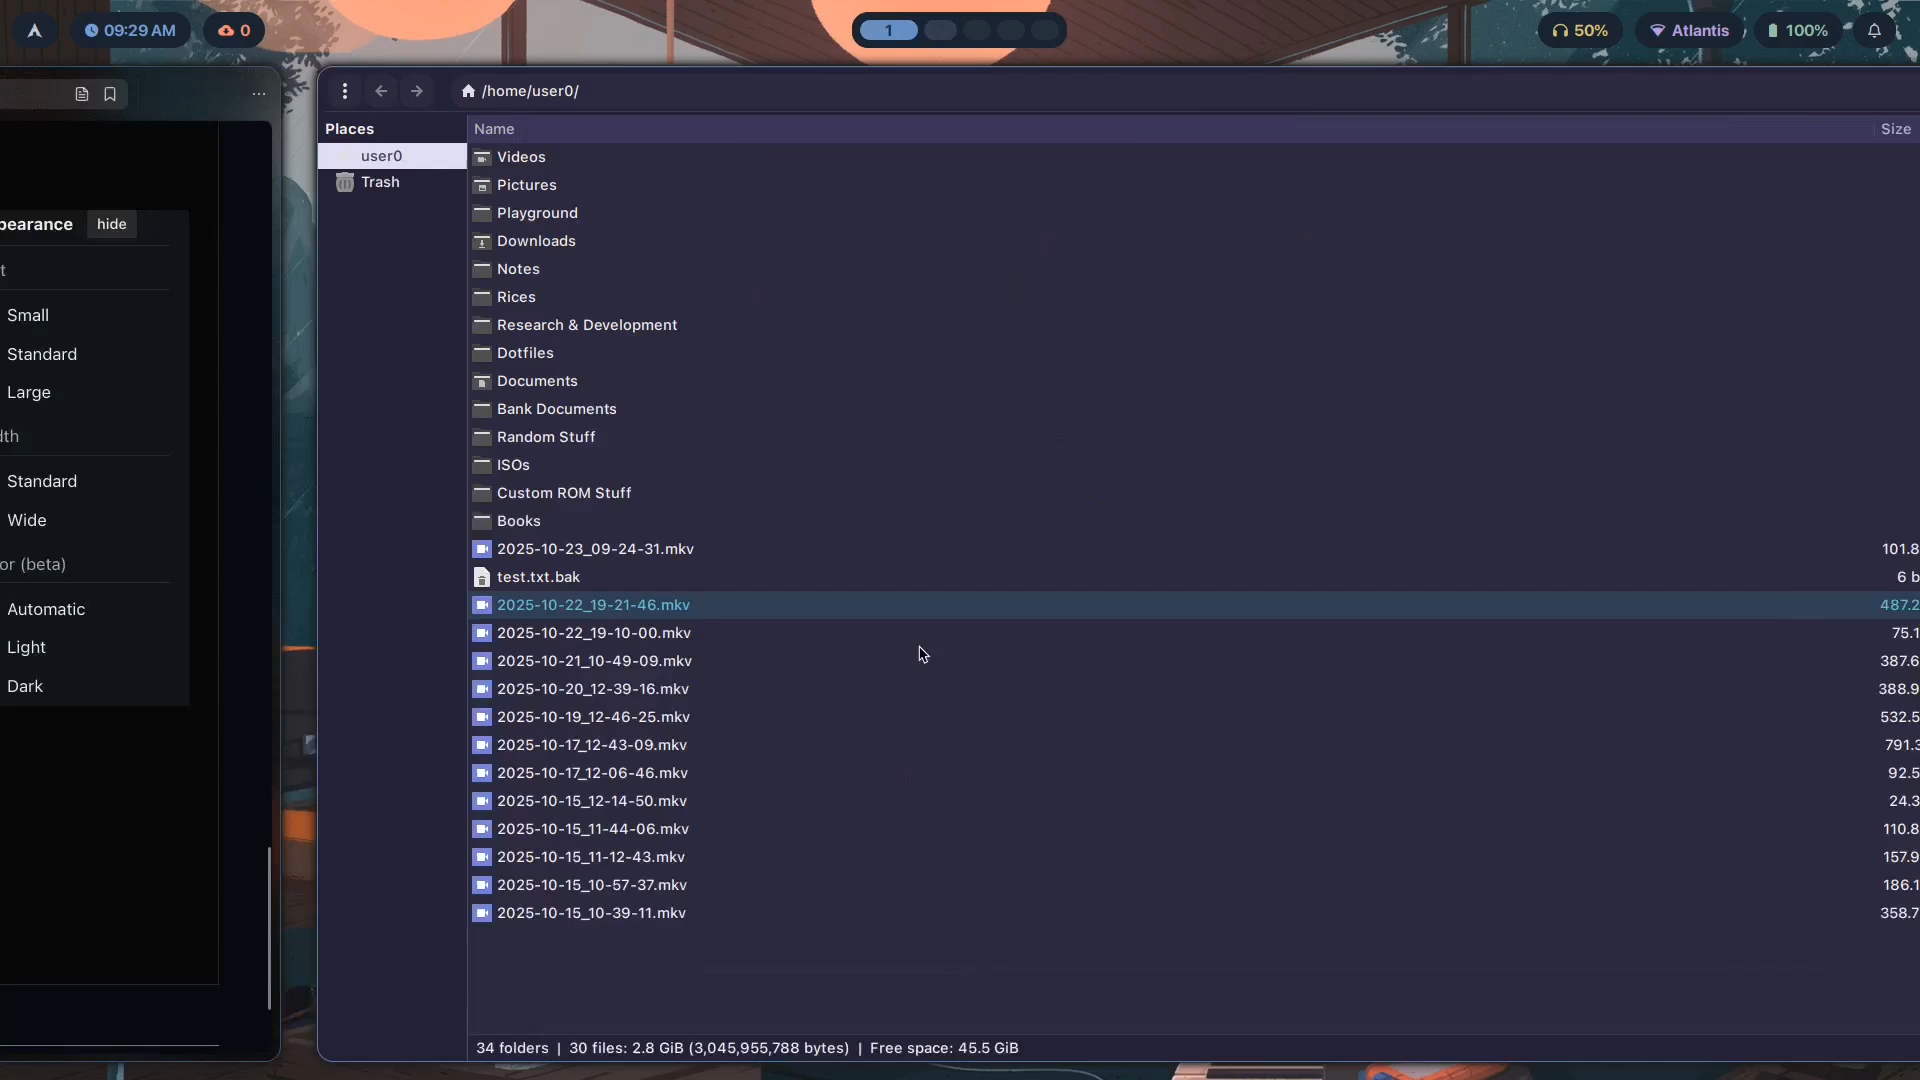 09:29 AM
0
1
50%
Atlantis
100%
/home/user0/
Places
user0
Trash
pearance hide
t
Small
Standard
Large
dth
Standard
Wide
or (beta)
Automatic
Light
Dark
Name Size
Videos
Pictures
Playground
Downloads
Notes
Rices
Research & Development
Dotfiles
Documents
Bank Documents
Random Stuff
ISOs
Custom ROM Stuff
Books
2025-10-23_09-24-31.mkv 101.8
test.txt.bak 6 b
2025-10-22_19-21-46.mkv 487.2
2025-10-22_19-10-00.mkv 75.1
2025-10-21_10-49-09.mkv 387.6
2025-10-20_12-39-16.mkv 388.9
2025-10-19_12-46-25.mkv 532.5
2025-10-17_12-43-09.mkv 791.3
2025-10-17_12-06-46.mkv 92.5
2025-10-15_12-14-50.mkv 24.3
2025-10-15_11-44-06.mkv 110.8
2025-10-15_11-12-43.mkv 157.9
2025-10-15_10-57-37.mkv 186.1
2025-10-15_10-39-11.mkv 358.7
34 folders | 30 files: 2.8 GiB (3,045,955,788 bytes) | Free space: 45.5 GiB